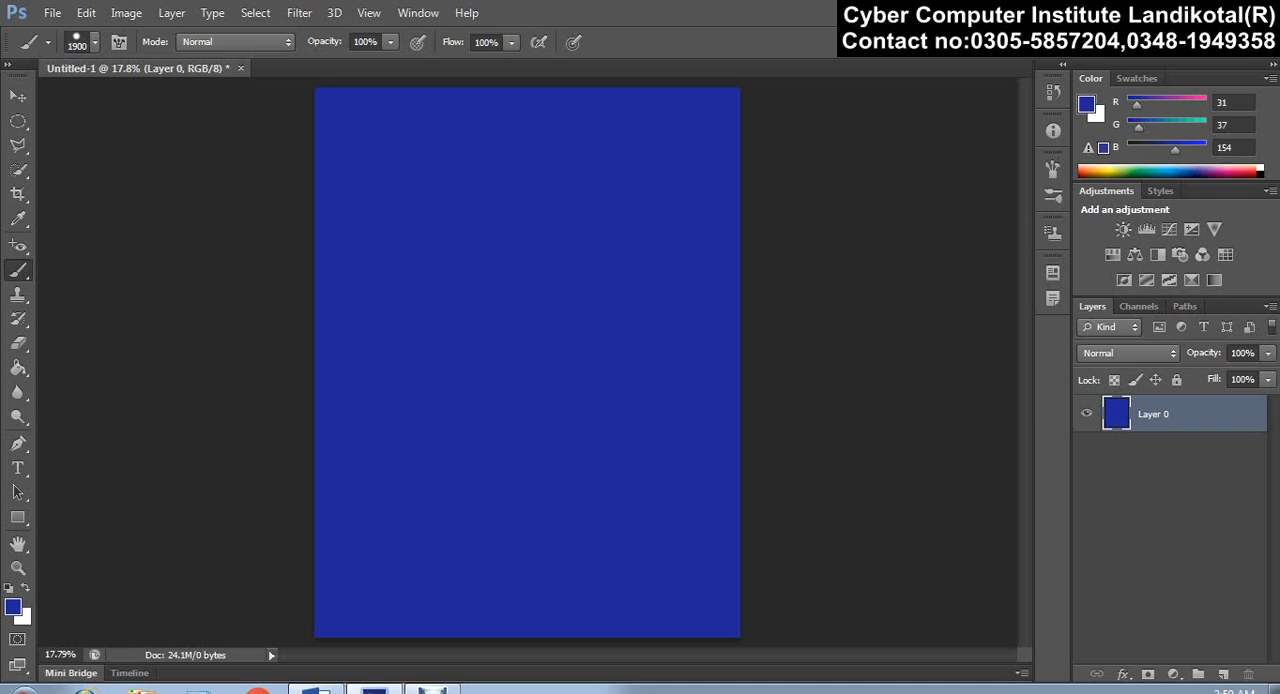 Ps File Edit Image Layer Type Select Filter 3D View Window Help
Cyber Computer Institute Landikotal(R)
Contact no:0305-5857204,0348-1949358
1900 Mode: Normal Opacity: 100% Flow: 100%
Untitled-1 @ 17.8% (Layer 0, RGB/8) * ×
Color Swatches
R 31
G 37
B 154
Adjustments Styles
Add an adjustment
Layers Channels Paths
Kind
Normal Opacity: 100%
Lock: Fill: 100%
Layer 0
17.79% Doc: 24.1M/0 bytes
Mini Bridge Timeline
2:50 AM